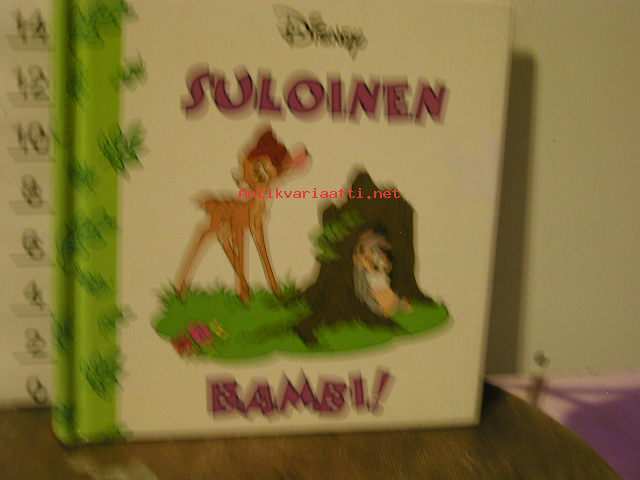 Disney
SULOINEN
antikvariaatti.net
BAMBI!
14
12
10
8
6
4
2
0